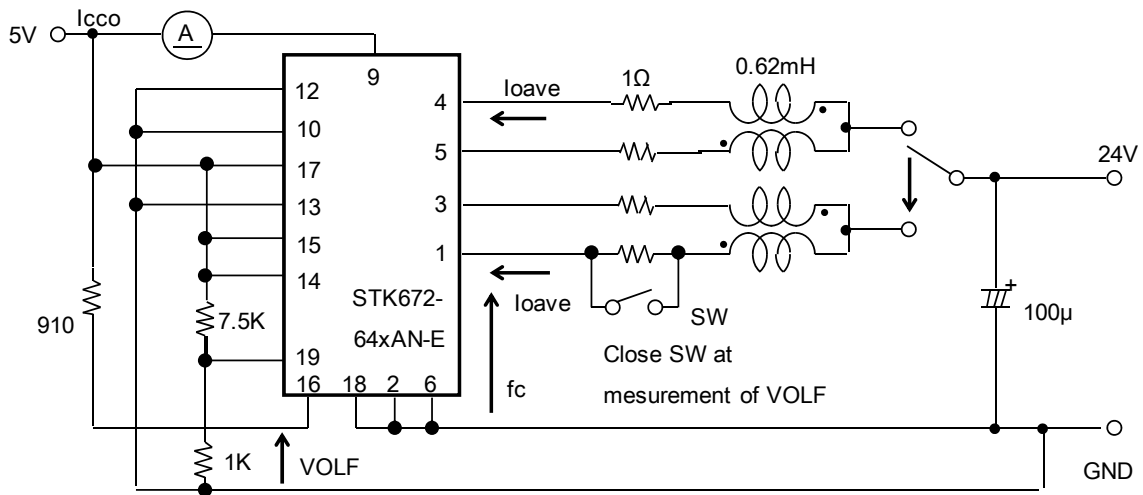 5V
Icco
A
9
12
10
17
13
15
14
19
16
18
2
6
4
5
3
1
STK672-
64xAN-E
Ioave
1Ω
0.62mH
24V
Ioave
SW
Close SW at
mesurement of VOLF
fc
+
100µ
GND
910
7.5K
1K
VOLF